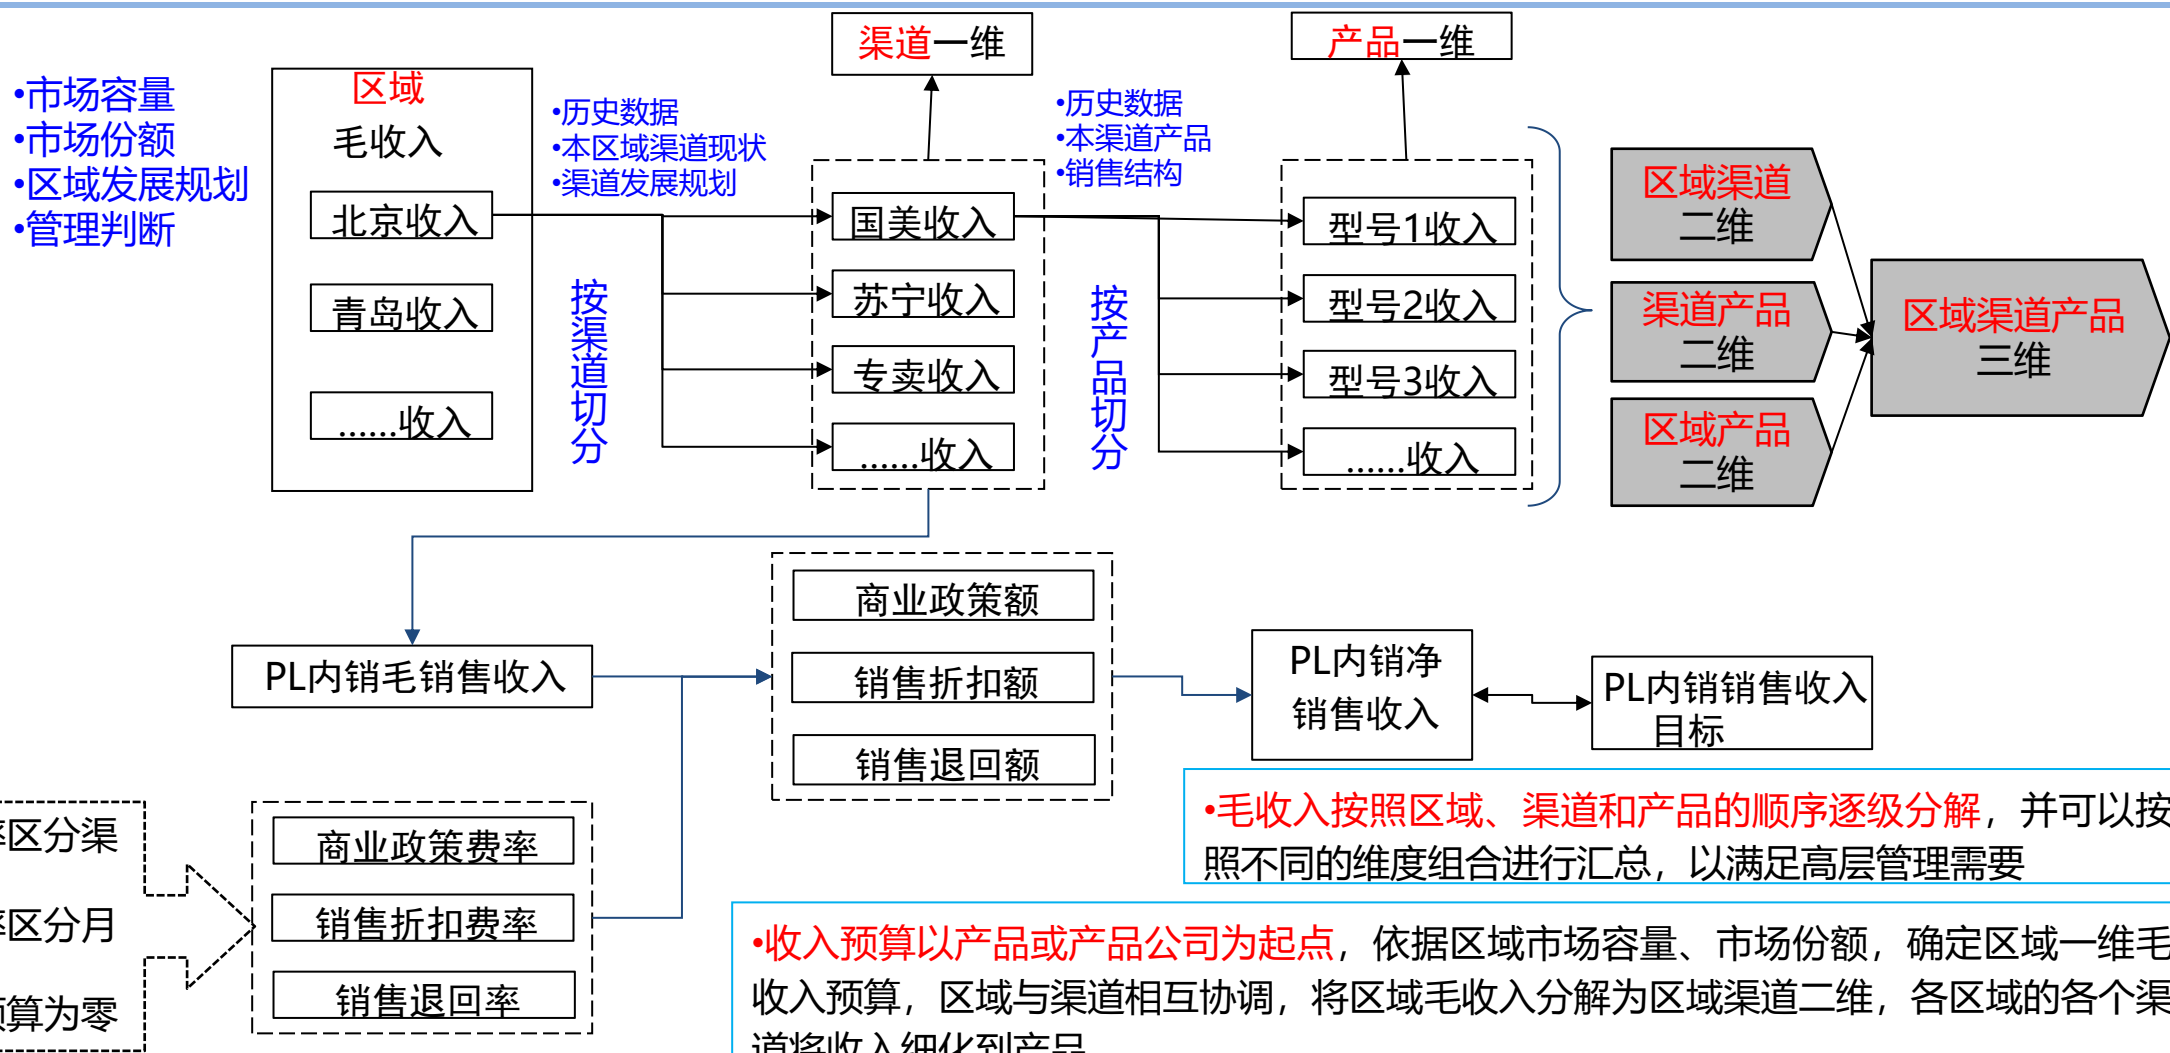 渠道一维
产品一维
•市场容量
•市场份额
•区域发展规划
•管理判断
区域
毛收入
北京收入
青岛收入
……收入
•历史数据
•本区域渠道现状
•渠道发展规划
按渠道切分
国美收入
苏宁收入
专卖收入
……收入
•历史数据
•本渠道产品
•销售结构
按产品切分
型号1收入
型号2收入
型号3收入
……收入
区域渠道
二维
渠道产品
二维
区域产品
二维
区域渠道产品
三维
PL内销毛销售收入
商业政策额
销售折扣额
销售退回额
PL内销净
销售收入
PL内销销售收入
目标
率区分渠
率区分月
预算为零
商业政策费率
销售折扣费率
销售退回率
•毛收入按照区域、渠道和产品的顺序逐级分解，并可以按
照不同的维度组合进行汇总，以满足高层管理需要
•收入预算以产品或产品公司为起点，依据区域市场容量、市场份额，确定区域一维毛
收入预算，区域与渠道相互协调，将区域毛收入分解为区域渠道二维，各区域的各个渠
道将收入细化到产品